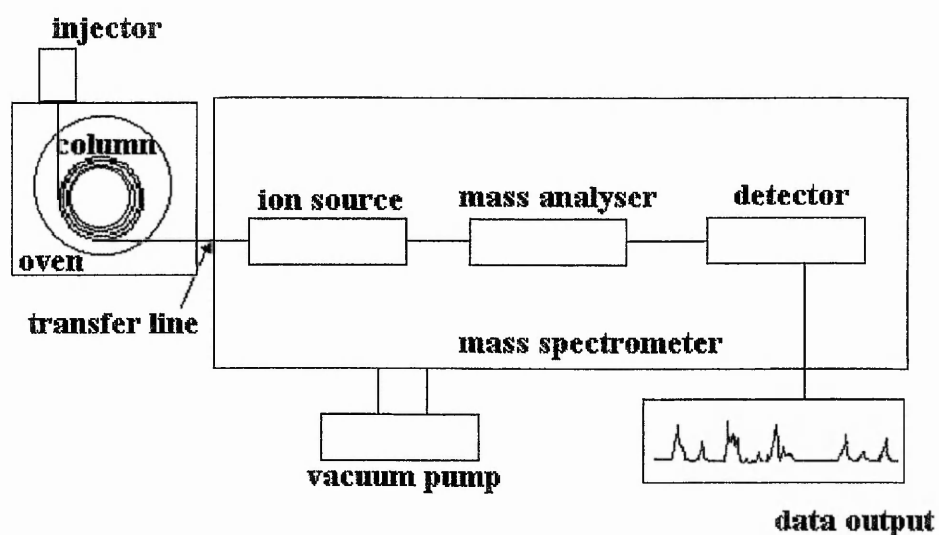 injector
column
ion source
mass analyser
detector
oven
transfer line
mass spectrometer
vacuum pump
data output